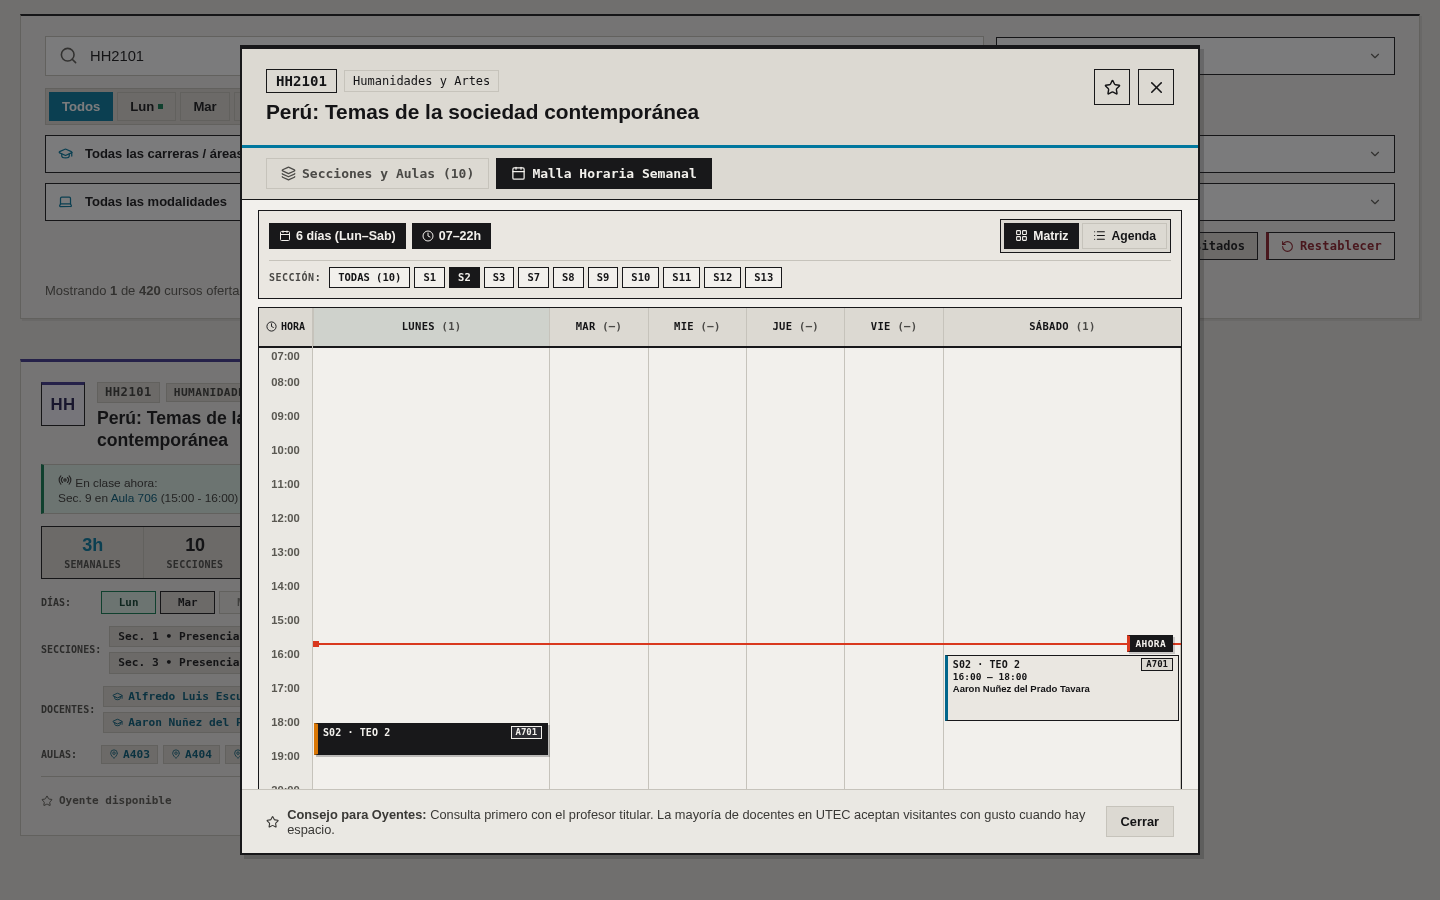 HH2101
Todos
Lun
Mar
Todas las carreras / áreas
Todas las modalidades
Restablecer
Mostrando 1 de 420 cursos
HH
HH2101
Perú: Temas de la
contemporánea
En clase ahora:
Sec. 9 en Aula 706 (15:00 - 16:00)
3h
SEMANALES
10
SECCIONES
DÍAS:
Lun
Mar
SECCIONES:
Sec. 1 •
Sec. 3 •
DOCENTES:
Alfredo Luis
Aaron Nuñez del
AULAS:
A403
A404
Oyente disponible
HH2101
Humanidades y Artes
Perú: Temas de la sociedad contemporánea
Secciones y Aulas (10)
Malla Horaria Semanal
6 días (Lun–Sab)
07–22h
Matriz
Agenda
SECCIÓN:
TODAS (10)
S1
S2
S3
S7
S8
S9
S10
S11
S12
S13
HORA
LUNES (1)
MAR (—)
MIE (—)
JUE (—)
VIE (—)
SÁBADO (1)
07:00
08:00
09:00
10:00
11:00
12:00
13:00
14:00
15:00
AHORA
16:00
S02 · TEO 2
A701
16:00 – 18:00
Aaron Nuñez del Prado Tavara
17:00
18:00
S02 · TEO 2
A701
19:00
Consejo para Oyentes: Consulta primero con el profesor titular. La mayoría de docentes en UTEC aceptan visitantes con gusto cuando hay
espacio.
Cerrar